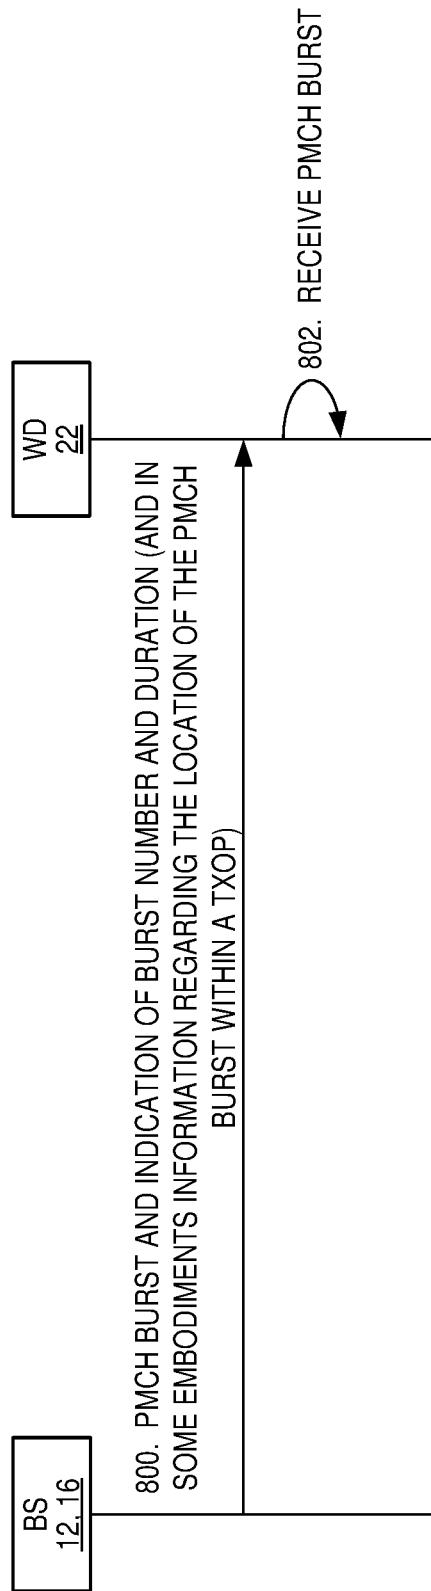 BS
12, 16
WD
22
800. PMCH BURST AND INDICATION OF BURST NUMBER AND DURATION (AND IN
SOME EMBODIMENTS INFORMATION REGARDING THE LOCATION OF THE PMCH
BURST WITHIN A TXOP)
802. RECEIVE PMCH BURST